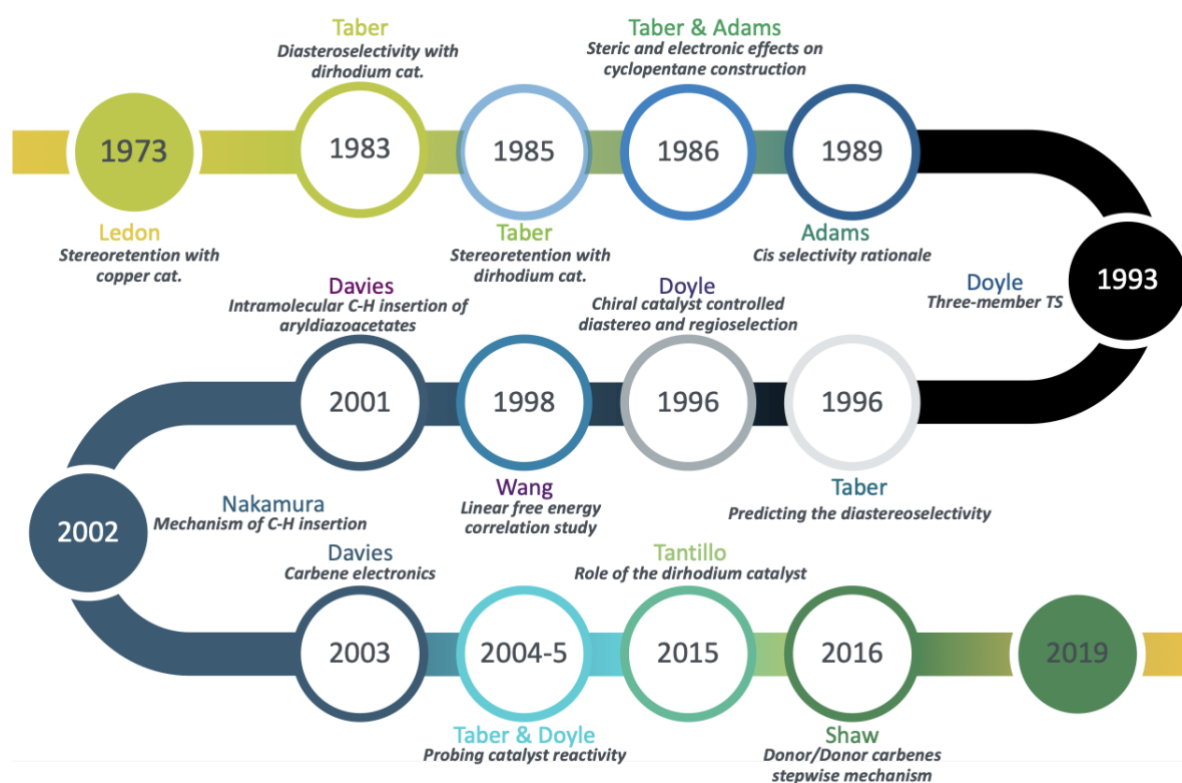 Taber
Diasteroselectivity with
dirhodium cat.
Taber & Adams
Steric and electronic effects on
cyclopentane construction
1973
1983
1985
1986
1989
Ledon
Stereoretention with
copper cat.
Taber
Stereoretention with
dirhodium cat.
Adams
Cis selectivity rationale
Doyle
Three-member TS
1993
Davies
Intramolecular C-H insertion of
aryldiazoacetates
Doyle
Chiral catalyst controlled
diastereo and regioselection
2001
1998
1996
1996
Wang
Linear free energy
correlation study
Taber
Predicting the diastereoselectivity
2002
Nakamura
Mechanism of C-H insertion
Davies
Carbene electronics
Tantillo
Role of the dirhodium catalyst
2003
2004-5
2015
2016
2019
Taber & Doyle
Probing catalyst reactivity
Shaw
Donor/Donor carbenes
stepwise mechanism